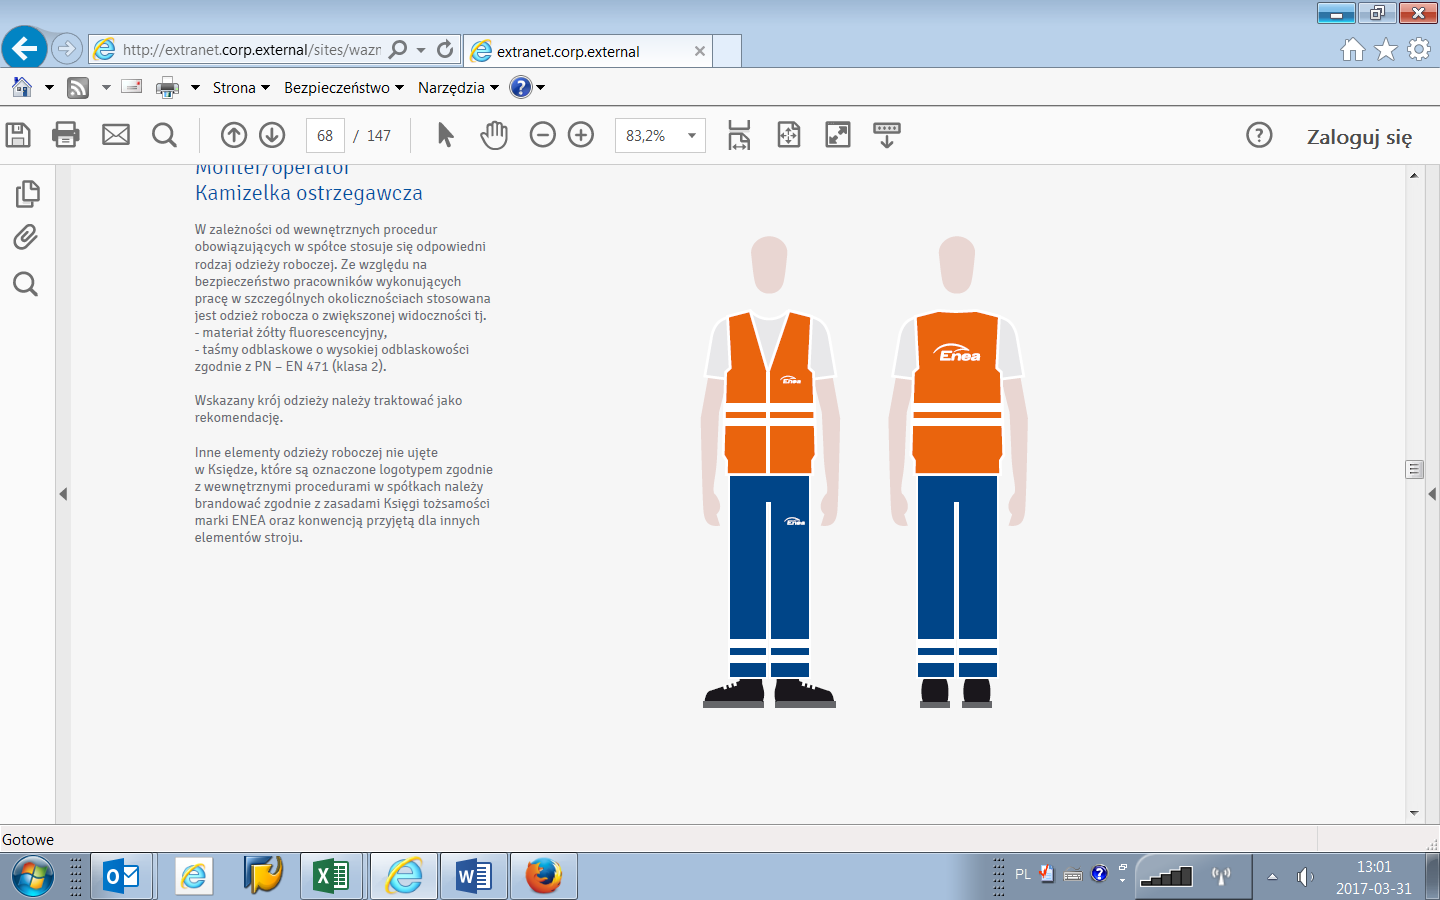 http://extranet.corp.external/sites/wazn
extranet.corp.external
Strona
Bezpieczeństwo
Narzędzia
68 / 147
83,2%
Zaloguj się
Monter/operator
Kamizelka ostrzegawcza
W zależności od wewnętrznych procedur
obowiązujących w spółce stosuje się odpowiedni
rodzaj odzieży roboczej. Ze względu na
bezpieczeństwo pracowników wykonujących
pracę w szczególnych okolicznościach stosowana
jest odzież robocza o zwiększonej widoczności tj.
- materiał żółty fluorescencyjny,
- taśmy odblaskowe o wysokiej odblaskowości
zgodnie z PN – EN 471 (klasa 2).
Wskazany krój odzieży należy traktować jako
rekomendację.
Inne elementy odzieży roboczej nie ujęte
w Księdze, które są oznaczone logotypem zgodnie
z wewnętrznymi procedurami w spółkach należy
brandować zgodnie z zasadami Księgi tożsamości
marki ENEA oraz konwencją przyjętą dla innych
elementów stroju.
Enea
Enea
Enea
Gotowe
PL
13:01
2017-03-31